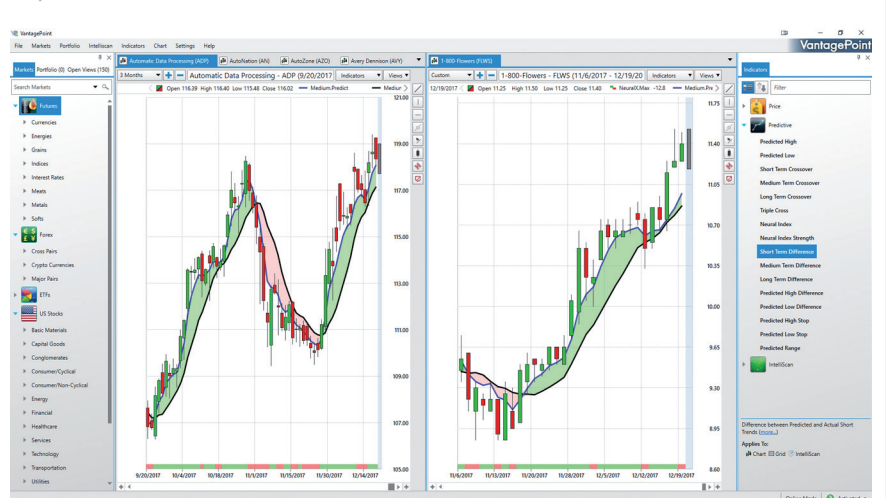 VantagePoint
File Markets Portfolio Intelliscan Indicators Chart Settings Help
VantagePoint
Markets Portfolio (0) Open Views (150)
Search Markets
Futures
Currencies
Energies
Grains
Indices
Interest Rates
Meats
Metals
Softs
Forex
Cross Pairs
Crypto Currencies
Major Pairs
ETFs
US Stocks
Basic Materials
Capital Goods
Conglomerates
Consumer/Cyclical
Consumer/Non-Cyclical
Energy
Financial
Healthcare
Services
Technology
Transportation
Utilities
Automatic Data Processing (ADP) AutoNation (AN) AutoZone (AZO) Avery Dennison (AVY)
3 Months Automatic Data Processing - ADP (9/20/2017 Indicators Views
Open 116.39 High 116.40 Low 115.48 Close 116.02 Medium.Predict Mediur
121.00
119.00
117.00
115.00
113.00
111.00
109.00
107.00
105.00
9/20/2017 10/4/2017 10/18/2017 11/1/2017 11/15/2017 11/30/2017 12/14/2017
1-800-Flowers (FLWS)
Custom 1-800-Flowers - FLWS (11/6/2017 - 12/19/20 Indicators Views
12/19/2017 Open 11.25 High 11.50 Low 11.25 Close 11.40 NeuralX.Max -12.8 Medium.Pre
11.75
11.40
11.05
10.70
10.35
10.00
9.65
9.30
8.95
8.60
11/6/2017 11/13/2017 11/20/2017 11/28/2017 12/5/2017 12/12/2017 12/19/2017
Indicators
Filter
Price
Predictive
Predicted High
Predicted Low
Short Term Crossover
Medium Term Crossover
Long Term Crossover
Triple Cross
Neural Index
Neural Index Strength
Short Term Difference
Medium Term Difference
Long Term Difference
Predicted High Difference
Predicted Low Difference
Predicted High Stop
Predicted Low Stop
Predicted Range
IntelliScan
Difference between Predicted and Actual Short
Trends (more...)
Applies To:
Chart Grid IntelliScan